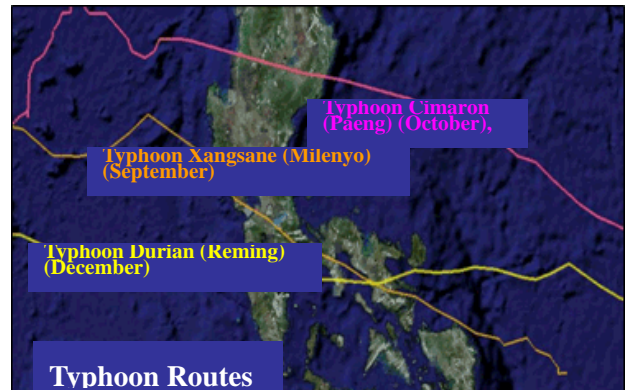 Typhoon Cimaron
(Paeng) (October),
Typhoon Xangsane (Milenyo)
(September)
Typhoon Durian (Reming)
(December)
Typhoon Routes